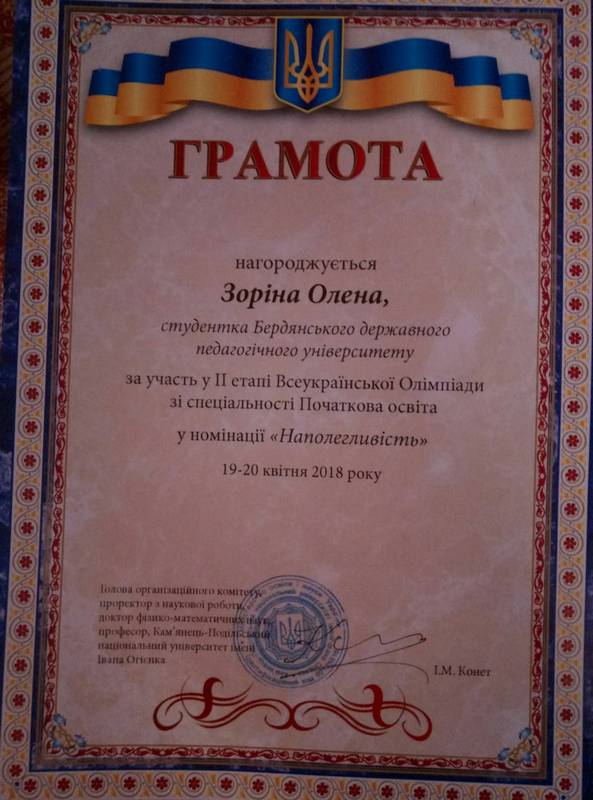 ГРАМОТА
нагороджується
Зоріна Олена,
студентка Бердянського державного
педагогічного університету
за участь у ІІ етапі Всеукраїнської Олімпіади
зі спеціальності Початкова освіта
у номінації «Наполегливість»
19-20 квітня 2018 року
Голова організаційного комітету,
проректор з наукової роботи,
доктор фізико-математичних наук,
професор, Кам'янець-Подільський
національний університет імені
Івана Огієнка
І.М. Конет